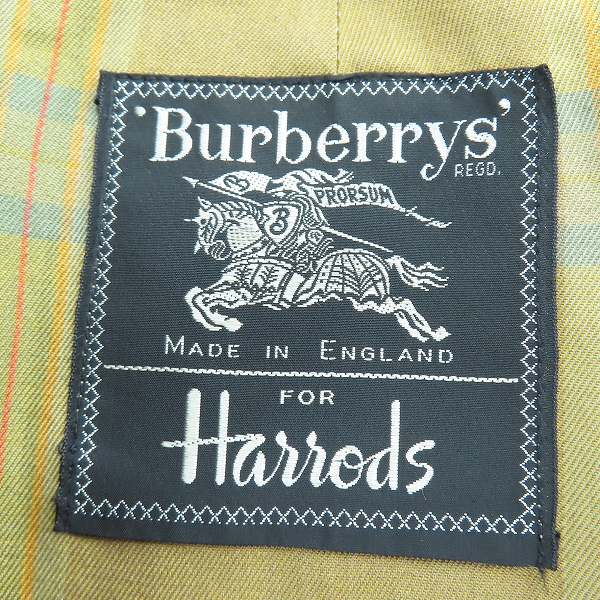 'Burberrys'
REGD.
B PRORSUM
B
MADE IN ENGLAND
FOR
Harrods